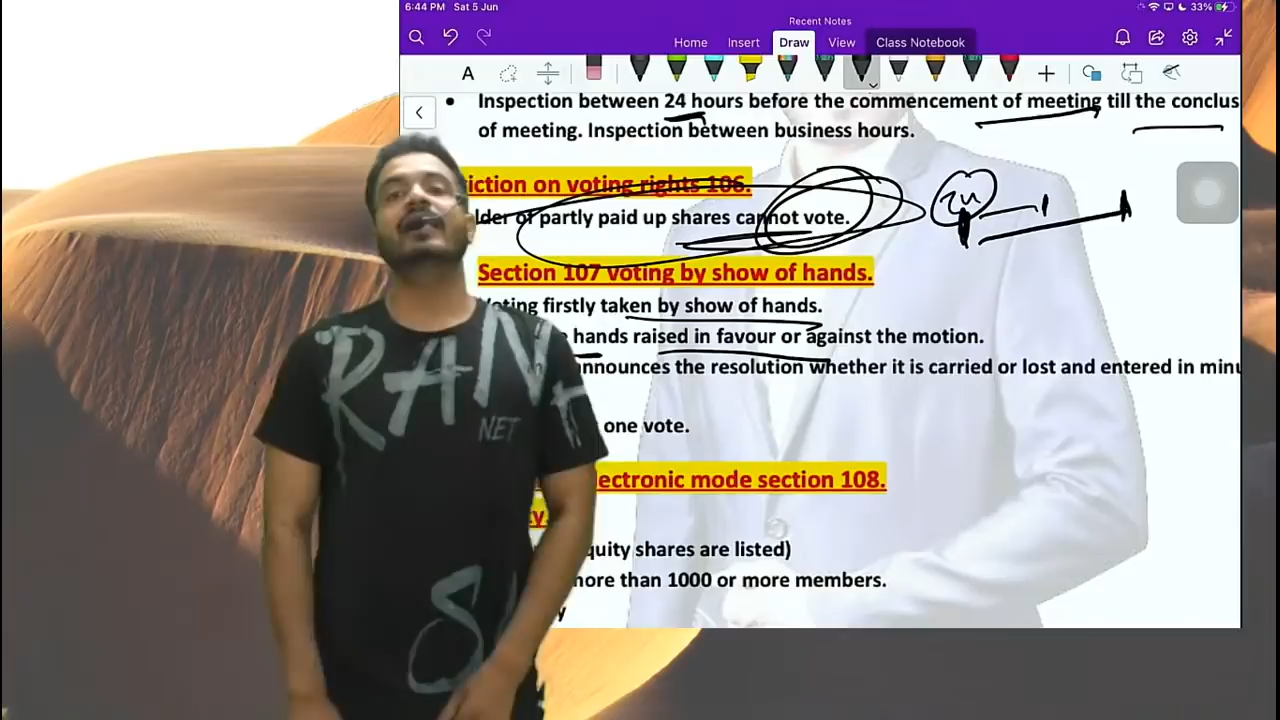 6:44 PM Sat 5 Jun
33%
Recent Notes
Home Insert Draw View Class Notebook
A
• Inspection between 24 hours before the commencement of meeting till the conclus
of meeting. Inspection between business hours.
iction on voting rights 106.
lder of partly paid up shares cannot vote.
Section 107 voting by show of hands.
Voting firstly taken by show of hands.
hands raised in favour or against the motion.
announces the resolution whether it is carried or lost and entered in minu
one vote.
ectronic mode section 108.
quity shares are listed)
more than 1000 or more members.
RAN
NET